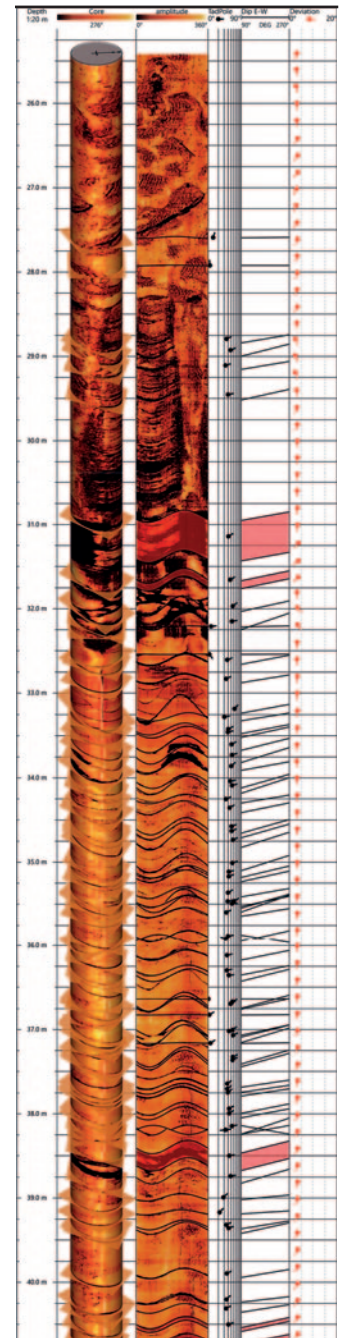 Depth Core amplitude TadPole Dip E-W Deviation
1:20 m 270° 0° 360° 0° 90° 90° DEG 270° 0° 20°
26.0 m
27.0 m
28.0 m
29.0 m
30.0 m
31.0 m
32.0 m
33.0 m
34.0 m
35.0 m
36.0 m
37.0 m
38.0 m
39.0 m
40.0 m